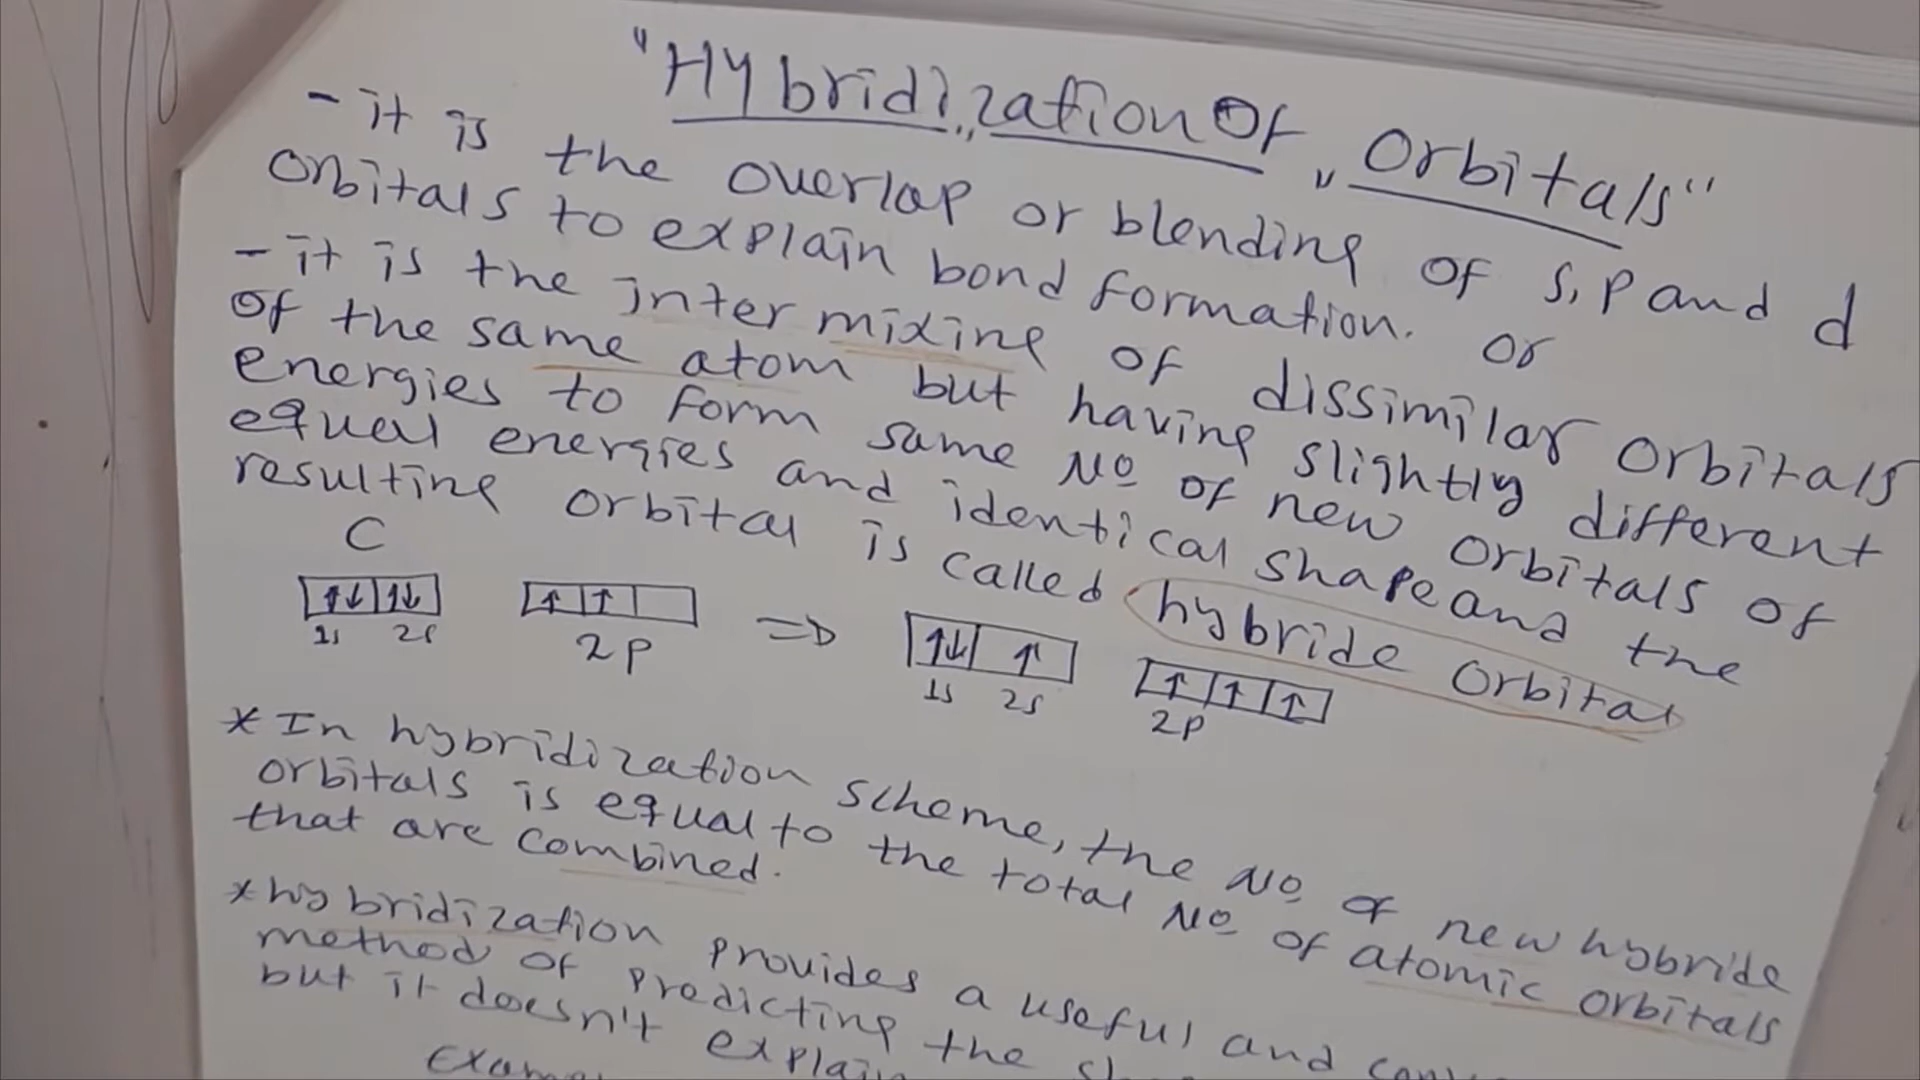 "Hybridization Of Orbitals"
- it is the overlap or blending of s, p and d
orbitals to explain bond formation. or
- it is the inter mixing of dissimilar orbitals
of the same atom but having slightly different
energies to form same No of new orbitals of
equal energies and identical shape and the
resulting orbital is called hybride orbital
C
↑↓ ↑↓ ↑ ↑ => ↑↓ ↑ ↑ ↑ ↑
1s 2s 2p 1s 2s 2p
* In hybridization scheme, the No of new hybride
orbitals is equal to the total No of atomic orbitals
that are combined.
* hybridization provides a useful and
method of predicting the
but it doesn't explain